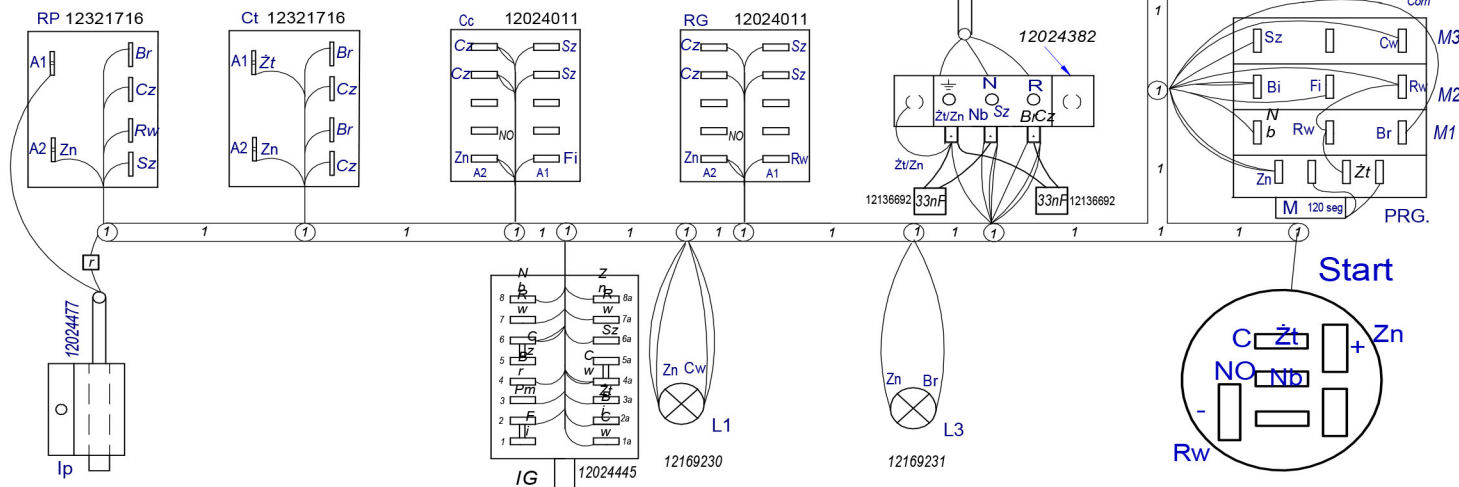 RP 12321716
A1
Br
Cz
A2 Zn
Rw
Sz
Ct 12321716
A1 Żt
Br
Cz
A2 Zn
Br
Cz
Cc 12024011
Cz Sz
Cz Sz
NO
Zn Fi
A2 A1
RG 12024011
Cz Sz
Cz Sz
NO
Zn Rw
A2 A1
12024382
N R
Żt/Zn Nb Sz Br Cz
Żt/Zn
12136692 33nF 33nF 12136692
Com
1
Sz Cw M3
Bi Fi Rw M2
N
b Rw Br M1
Zn Żt
M 120 seg PRG.
1
1
1 1 1 1 1 1 1 1 1 1 1 1 1 1 1 1 1 1 1
r
12024477
Ip
N Z
b n
8 R R 8a
7 w w 7a
6 C Sz 6a
z
5 B C 5a
4 r w 4a
3 Pm Żt 3a
B
2 F i C 2a
1 i w 1a
IG 12024445
Zn Cw
L1
12169230
Zn Br
L3
12169231
Start
C Żt + Zn
NO Nb
-
Rw